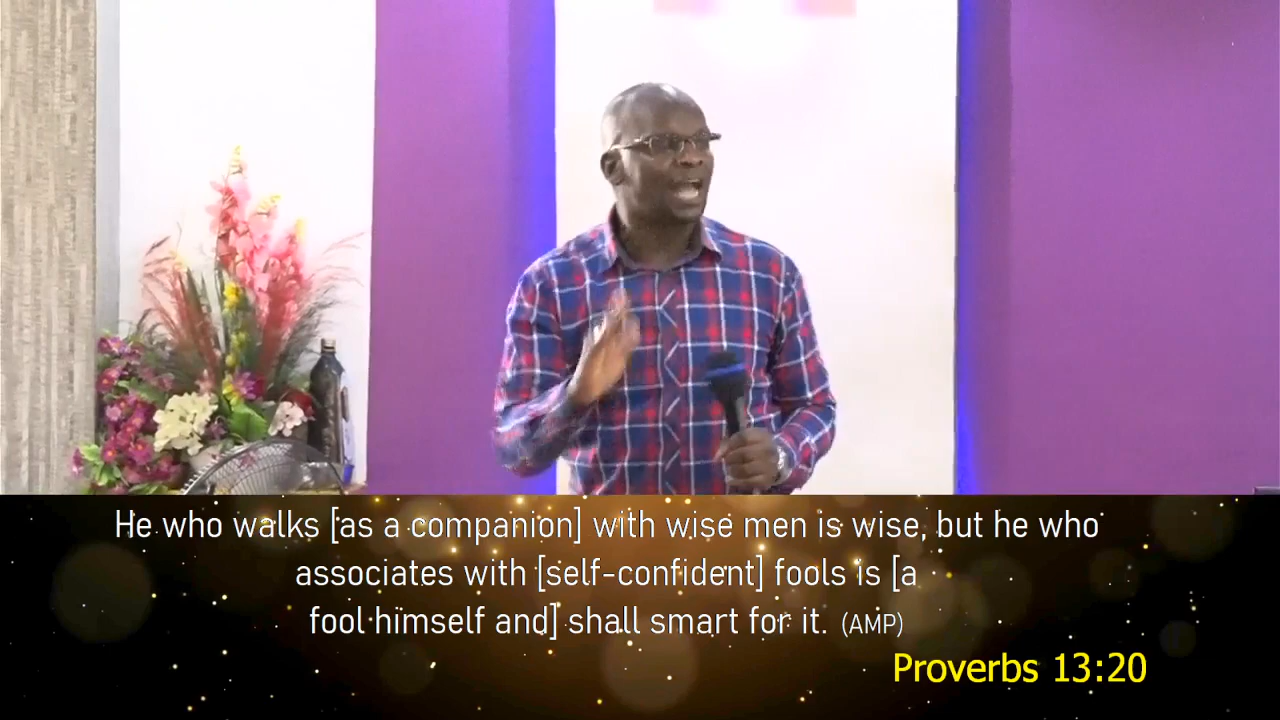 He who walks [as a companion] with wise men is wise, but he who
associates with [self-confident] fools is [a
fool himself and] shall smart for it. (AMP)
Proverbs 13:20